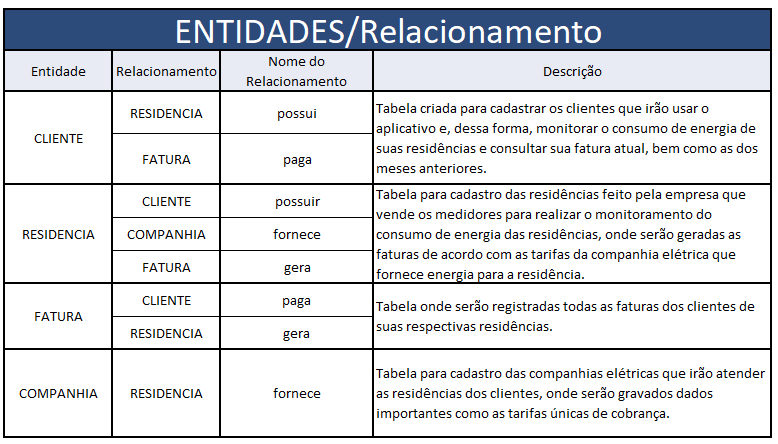 ENTIDADES/Relacionamento
Entidade
Relacionamento
Nome do
Relacionamento
Descrição
CLIENTE
RESIDENCIA
possui
FATURA
paga
Tabela criada para cadastrar os clientes que irão usar o
aplicativo e, dessa forma, monitorar o consumo de energia de
suas residências e consultar sua fatura atual, bem como as dos
meses anteriores.
RESIDENCIA
CLIENTE
possuir
COMPANHIA
fornece
FATURA
gera
Tabela para cadastro das residências feito pela empresa que
vende os medidores para realizar o monitoramento do
consumo de energia das residências, onde serão geradas as
faturas de acordo com as tarifas da companhia elétrica que
fornece energia para a residência.
FATURA
CLIENTE
paga
RESIDENCIA
gera
Tabela onde serão registradas todas as faturas dos clientes de
suas respectivas residências.
COMPANHIA
RESIDENCIA
fornece
Tabela para cadastro das companhias elétricas que irão atender
as residências dos clientes, onde serão gravados dados
importantes como as tarifas únicas de cobrança.